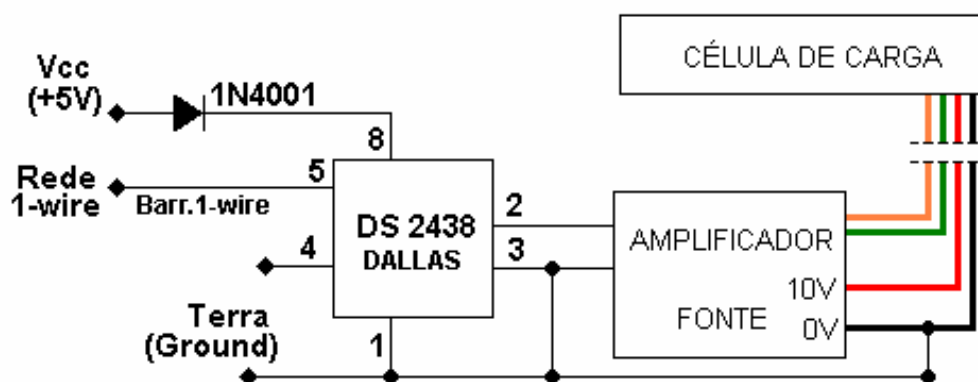 CÉLULA DE CARGA
Vcc
(+5V)
1N4001
8
Rede
1-wire
5
Barr.1-wire
DS 2438
DALLAS
2
3
4
AMPLIFICADOR
10V
FONTE
0V
Terra
(Ground)
1